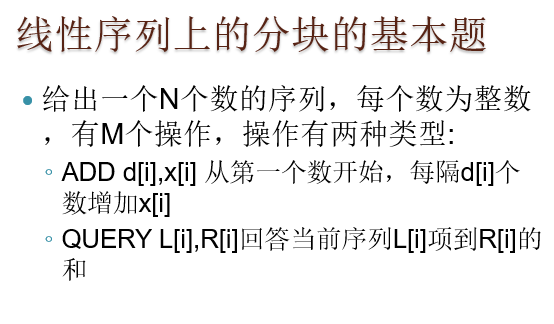 线性序列上的分块的基本题
给出一个N个数的序列，每个数为整数
，有M个操作，操作有两种类型:
ADD d[i],x[i] 从第一个数开始，每隔d[i]个
数增加x[i]
QUERY L[i],R[i]回答当前序列L[i]项到R[i]的
和